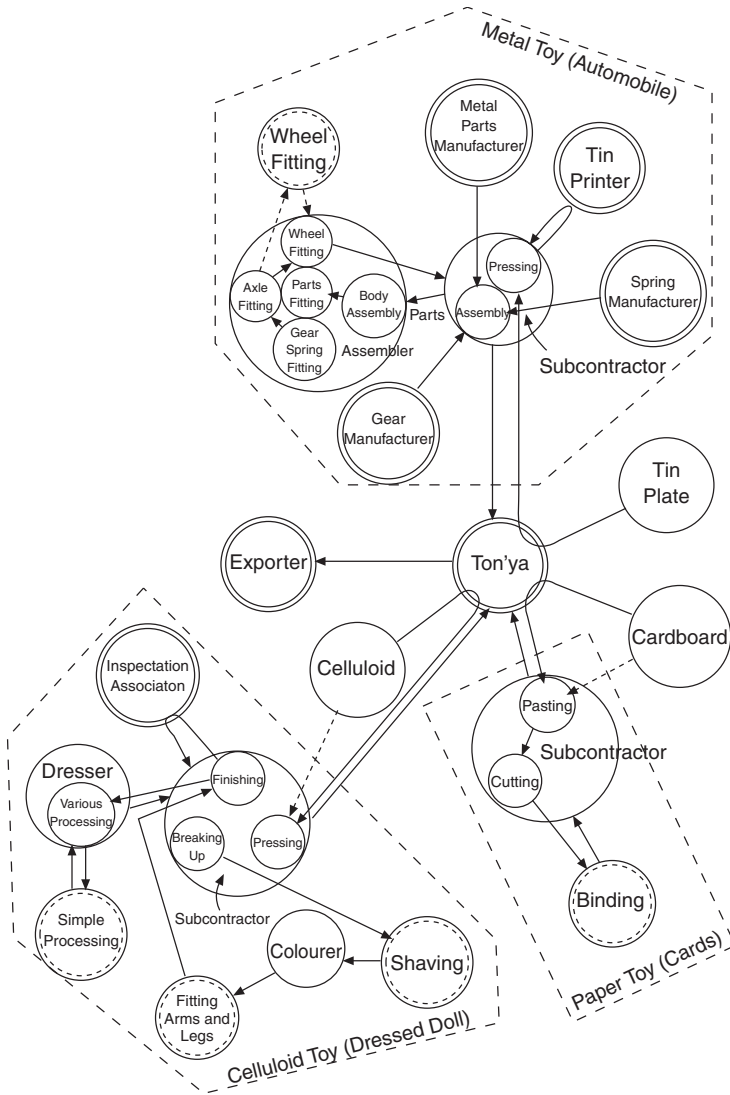 Metal Toy (Automobile)
Metal
Parts
Manufacturer
Wheel
Fitting
Tin
Printer
Wheel
Fitting
Pressing
Axle
Fitting
Parts
Fitting
Body
Assembly
Parts
Assembly
Spring
Manufacturer
Gear
Spring
Fitting
Assembler
Subcontractor
Gear
Manufacturer
Tin
Plate
Exporter
Ton'ya
Cardboard
Celluloid
Inspectation
Associaton
Pasting
Subcontractor
Cutting
Dresser
Finishing
Various
Processing
Breaking
Up
Pressing
Subcontractor
Binding
Simple
Processing
Colourer
Shaving
Fitting
Arms and
Legs
Paper Toy (Cards)
Celluloid Toy (Dressed Doll)